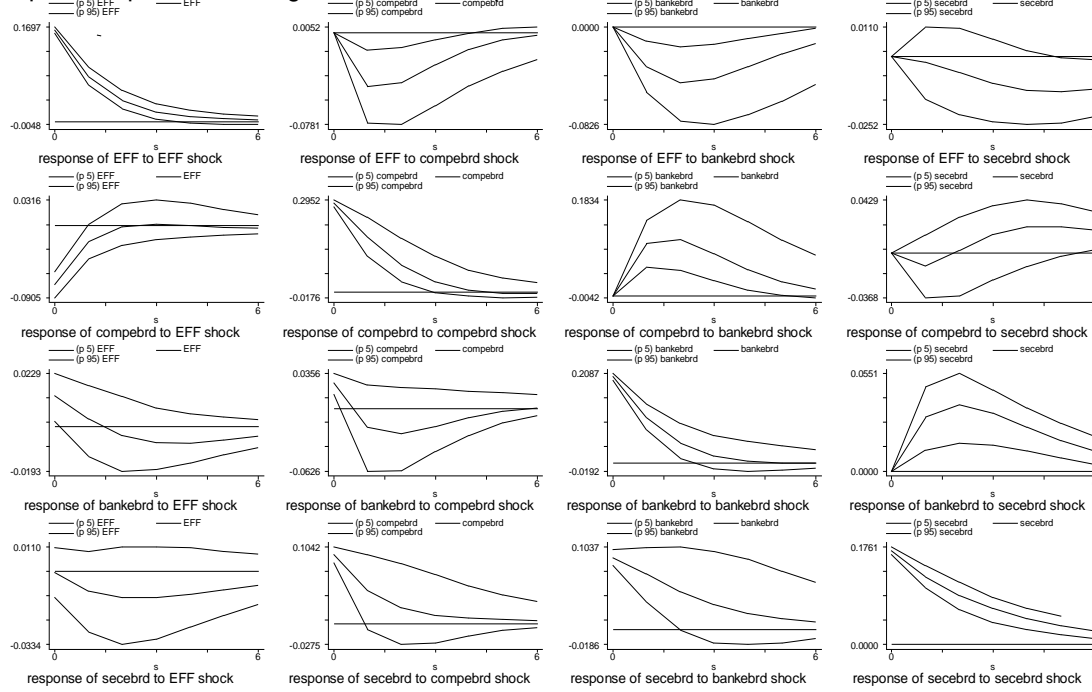 (p 5) EFF EFF (p 5) compebrd compebrd (p 5) bankebrd bankebrd (p 5) secebrd secebrd
(p 95) EFF (p 95) compebrd (p 95) bankebrd (p 95) secebrd
0.1697 0.0052 0.0000 0.0110
-0.0048 -0.0781 -0.0826 -0.0252
0 6 0 6 0 6 0
s s s s
response of EFF to EFF shock response of EFF to compebrd shock response of EFF to bankebrd shock response of EFF to secebrd shock
(p 5) EFF EFF (p 5) compebrd compebrd (p 5) bankebrd bankebrd (p 5) secebrd secebrd
(p 95) EFF (p 95) compebrd (p 95) bankebrd (p 95) secebrd
0.0316 0.2952 0.1834 0.0429
-0.0905 -0.0176 -0.0042 -0.0368
0 6 0 6 0 6 0
s s s s
response of compebrd to EFF shock response of compebrd to compebrd shock response of compebrd to bankebrd shock response of compebrd to secebrd shock
(p 5) EFF EFF (p 5) compebrd compebrd (p 5) bankebrd bankebrd (p 5) secebrd secebrd
(p 95) EFF (p 95) compebrd (p 95) bankebrd (p 95) secebrd
0.0229 0.0356 0.2087 0.0551
-0.0193 -0.0626 -0.0192 0.0000
0 6 0 6 0 6 0
s s s s
response of bankebrd to EFF shock response of bankebrd to compebrd shock response of bankebrd to bankebrd shock response of bankebrd to secebrd shock
(p 5) EFF EFF (p 5) compebrd compebrd (p 5) bankebrd bankebrd (p 5) secebrd secebrd
(p 95) EFF (p 95) compebrd (p 95) bankebrd (p 95) secebrd
0.0110 0.1042 0.1037 0.1761
-0.0334 -0.0275 -0.0186 0.0000
0 6 0 6 0 6 0
s s s s
response of secebrd to EFF shock response of secebrd to compebrd shock response of secebrd to bankebrd shock response of secebrd to secebrd shock